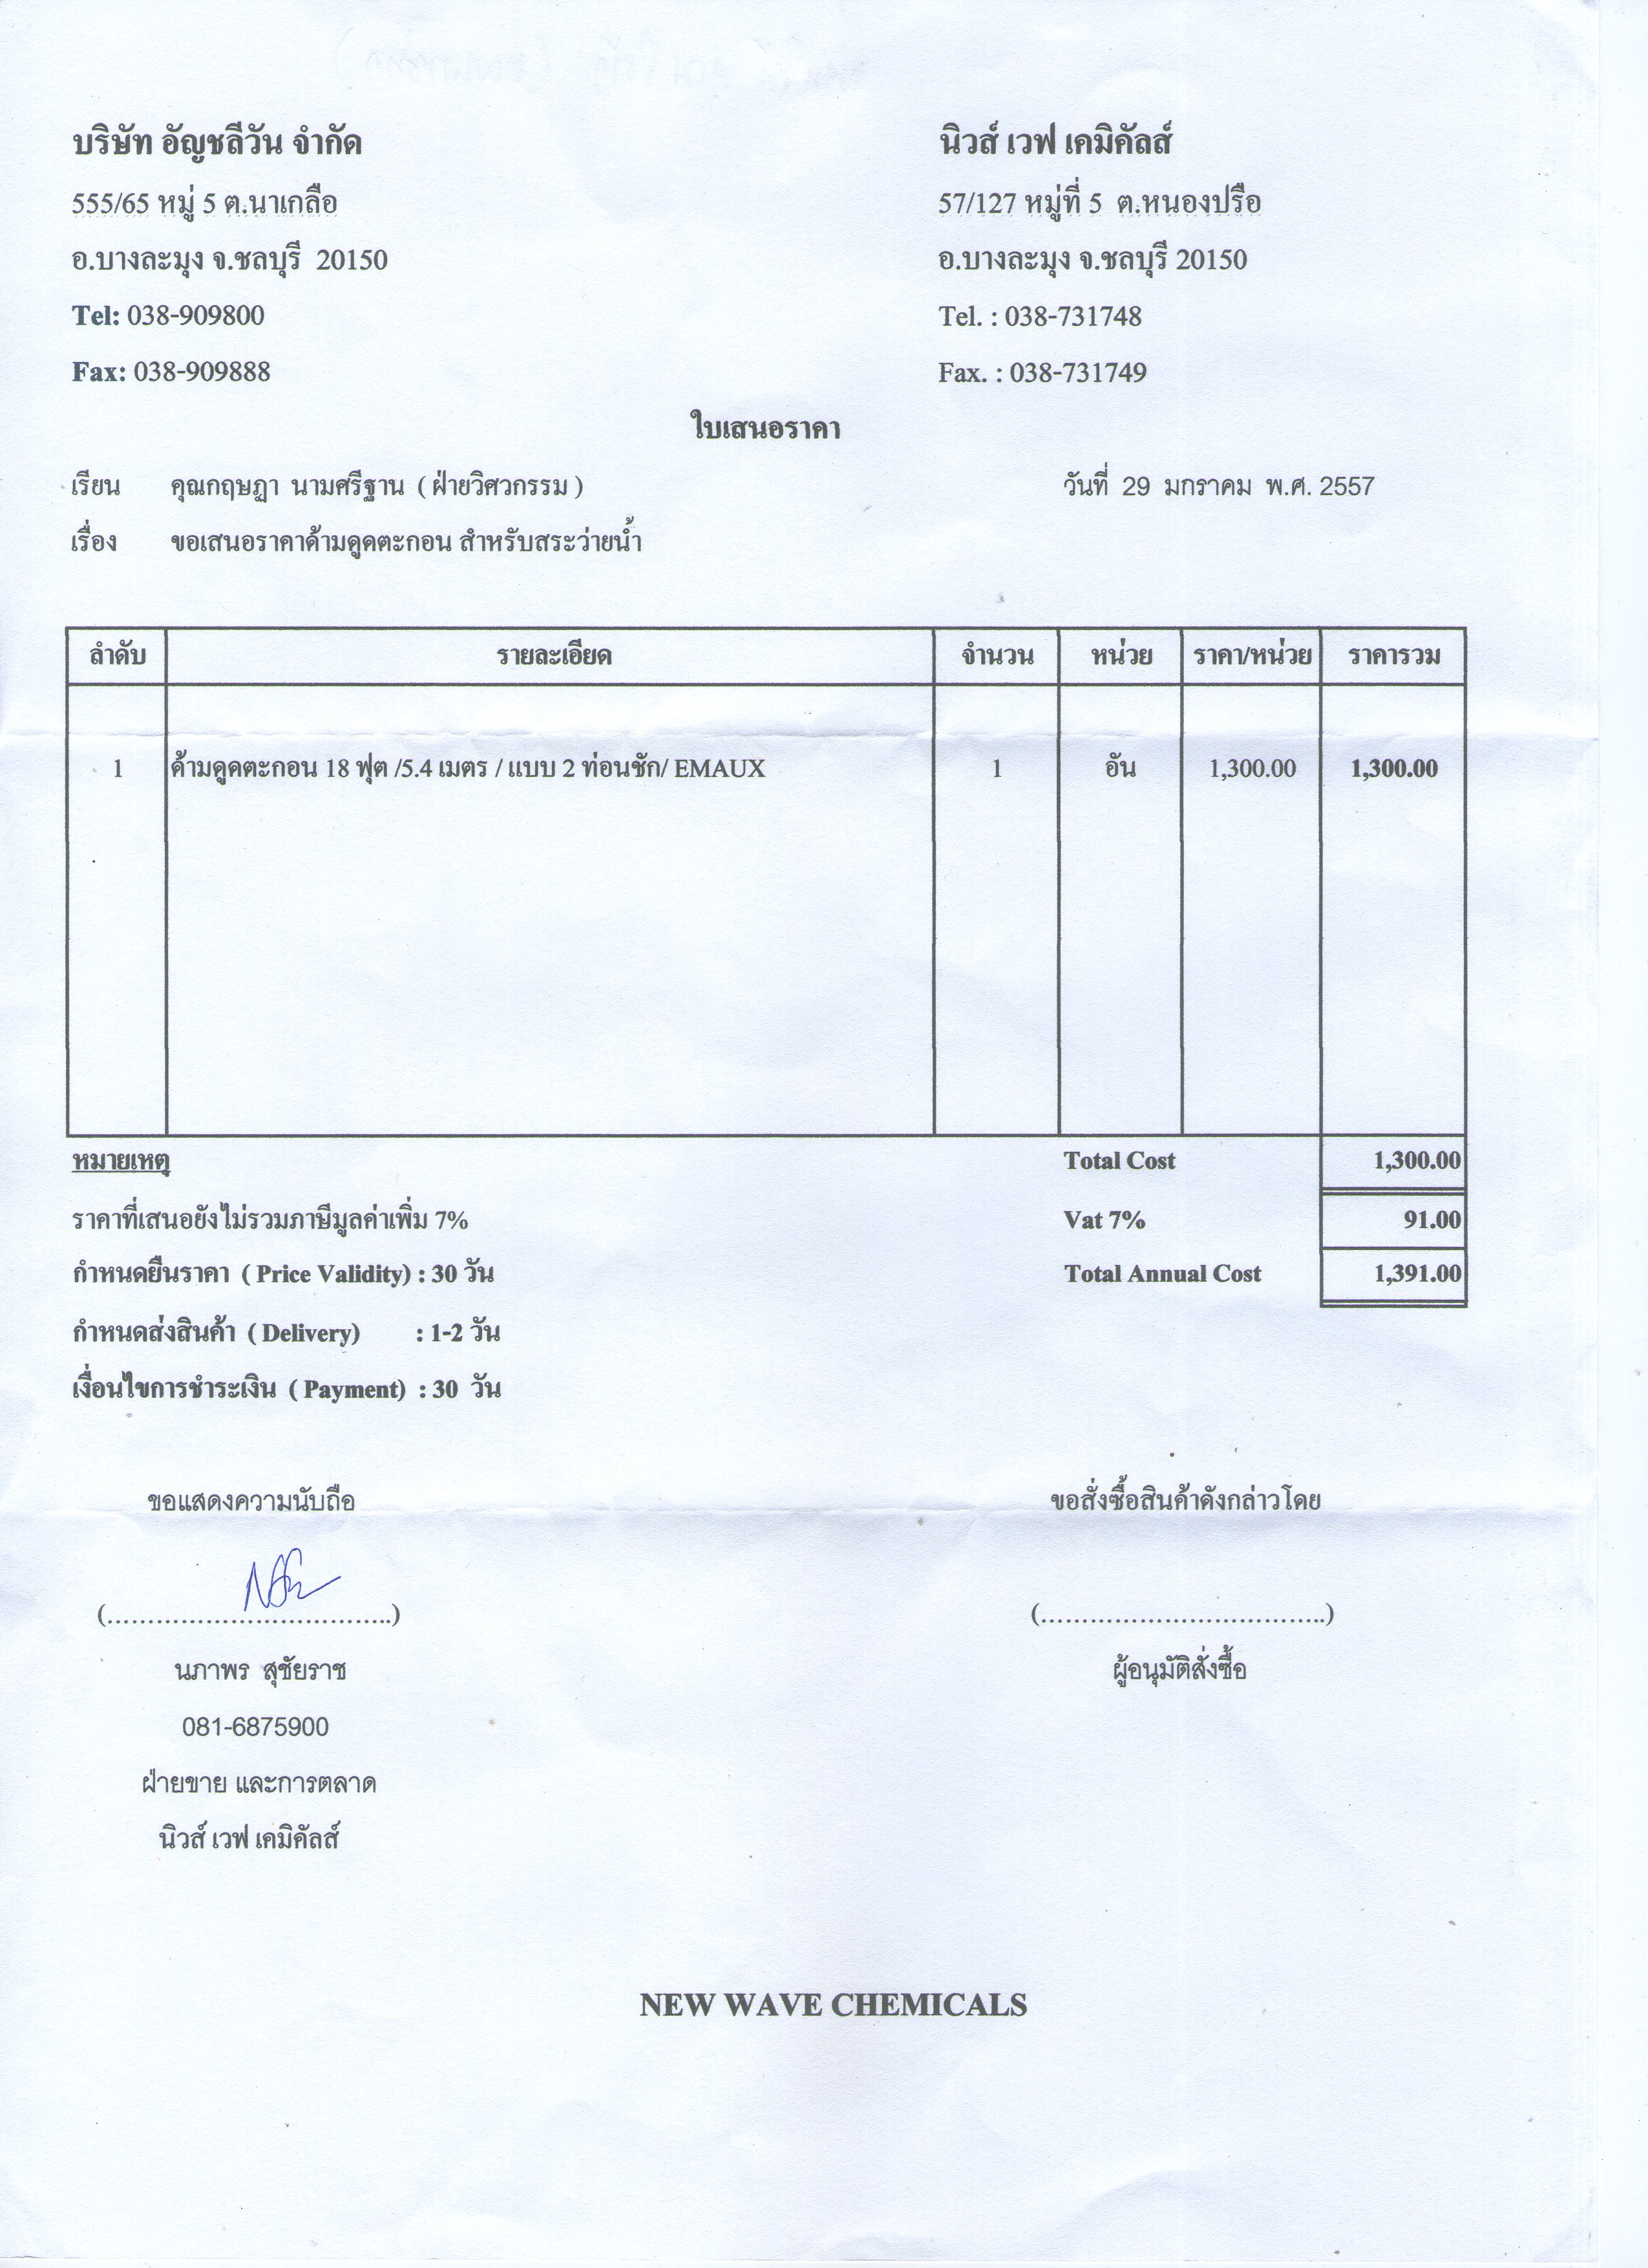 บริษัท อัญชลีวัน จำกัด
นิวส์ เวฟ เคมิคัลส์
555/65 หมู่ 5 ต.นาเกลือ
57/127 หมู่ที่ 5 ต.หนองปรือ
อ.บางละมุง จ.ชลบุรี 20150
อ.บางละมุง จ.ชลบุรี 20150
Tel: 038-909800
Tel. : 038-731748
Fax: 038-909888
Fax. : 038-731749
ใบเสนอราคา
เรียน คุณกฤษฏา นามศรีฐาน ( ฝ่ายวิศวกรรม )
วันที่ 29 มกราคม พ.ศ. 2557
เรื่อง ขอเสนอราคาด้ามดูดตะกอน สำหรับสระว่ายน้ำ
ลำดับ รายละเอียด จำนวน หน่วย ราคา/หน่วย ราคารวม
1 ด้ามดูดตะกอน 18 ฟุต /5.4 เมตร / แบบ 2 ท่อนชัก/ EMAUX 1 อัน 1,300.00 1,300.00
หมายเหตุ
Total Cost 1,300.00
ราคาที่เสนอยังไม่รวมภาษีมูลค่าเพิ่ม 7%
Vat 7% 91.00
กำหนดยืนราคา ( Price Validity) : 30 วัน
Total Annual Cost 1,391.00
กำหนดส่งสินค้า ( Delivery) : 1-2 วัน
เงื่อนไขการชำระเงิน ( Payment) : 30 วัน
ขอแสดงความนับถือ
ขอสั่งซื้อสินค้าดังกล่าวโดย
(....................................)
(....................................)
นภาพร สุชัยราช
ผู้อนุมัติสั่งซื้อ
081-6875900
ฝ่ายขาย และการตลาด
นิวส์ เวฟ เคมิคัลส์
NEW WAVE CHEMICALS